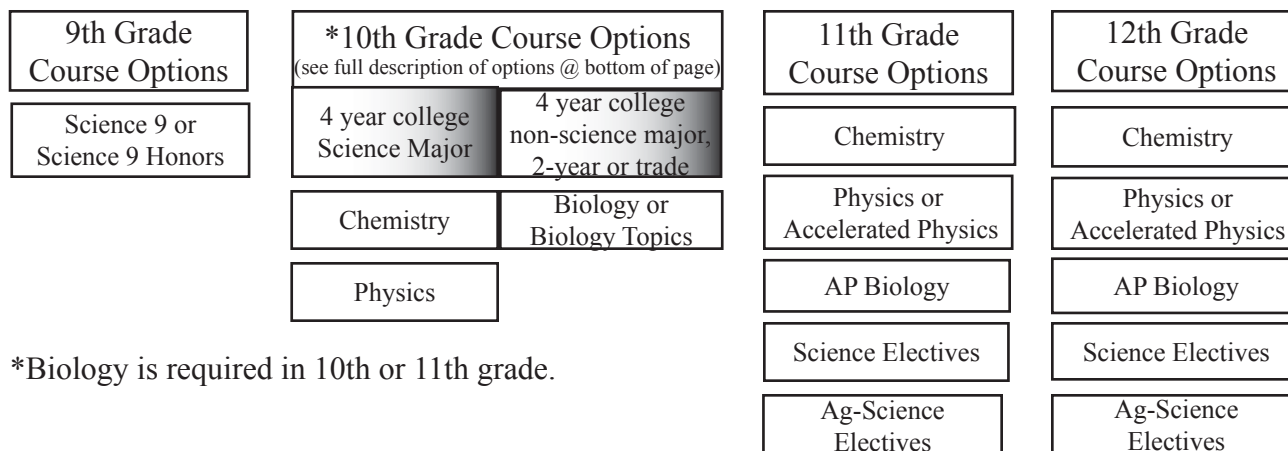 9th Grade
Course Options
Science 9 or
Science 9 Honors
*10th Grade Course Options
(see full description of options @ bottom of page)
4 year college
Science Major
4 year college
non-science major,
2-year or trade
Chemistry
Biology or
Biology Topics
Physics
*Biology is required in 10th or 11th grade.
11th Grade
Course Options
Chemistry
Physics or
Accelerated Physics
AP Biology
Science Electives
Ag-Science
Electives
12th Grade
Course Options
Chemistry
Physics or
Accelerated Physics
AP Biology
Science Electives
Ag-Science
Electives